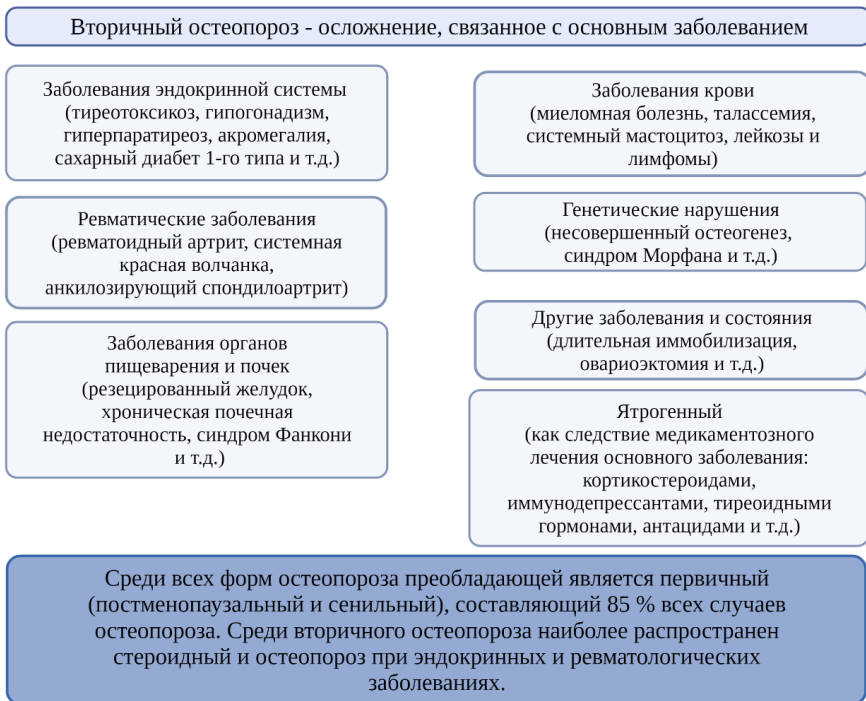 Вторичный остеопороз - осложнение, связанное с основным заболеванием
Заболевания эндокринной системы
(тиреотоксикоз, гипогонадизм,
гиперпаратиреоз, акромегалия,
сахарный диабет 1-го типа и т.д.)
Ревматические заболевания
(ревматоидный артрит, системная
красная волчанка,
анкилозирующий спондилоартрит)
Заболевания органов
пищеварения и почек
(резецированный желудок,
хроническая почечная
недостаточность, синдром Фанкони
и т.д.)
Заболевания крови
(миеломная болезнь, талассемия,
системный мастоцитоз, лейкозы и
лимфомы)
Генетические нарушения
(несовершенный остеогенез,
синдром Морфана и т.д.)
Другие заболевания и состояния
(длительная иммобилизация,
овариоэктомия и т.д.)
Ятрогенный
(как следствие медикаментозного
лечения основного заболевания:
кортикостероидами,
иммунодепрессантами, тиреоидными
гормонами, антацидами и т.д.)
Среди всех форм остеопороза преобладающей является первичный
(постменопаузальный и сенильный), составляющий 85 % всех случаев
остеопороза. Среди вторичного остеопороза наиболее распространен
стероидный и остеопороз при эндокринных и ревматологических
заболеваниях.